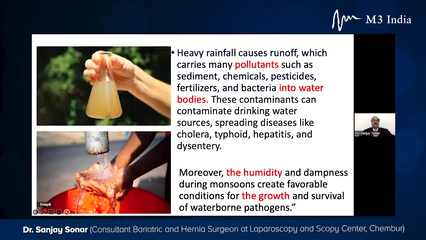 M3 India
• Heavy rainfall causes runoff, which
carries many pollutants such as
sediment, chemicals, pesticides,
fertilizers, and bacteria into water
bodies. These contaminants can
contaminate drinking water
sources, spreading diseases like
cholera, typhoid, hepatitis, and
dysentery.
Moreover, the humidity and dampness
during monsoons create favorable
conditions for the growth and survival
of waterborne pathogens.”
Freepik
Dr. Sanjay Sonar (Consultant Bariatric and Hernia Surgeon at Laparoscopy and Scopy Center, Chembur)